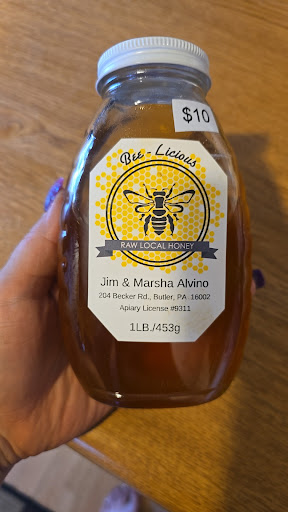 $10
Bee-Licious
RAW LOCAL HONEY
Jim & Marsha Alvino
204 Becker Rd., Butler, PA 16002
Apiary License #9311
1LB./453g